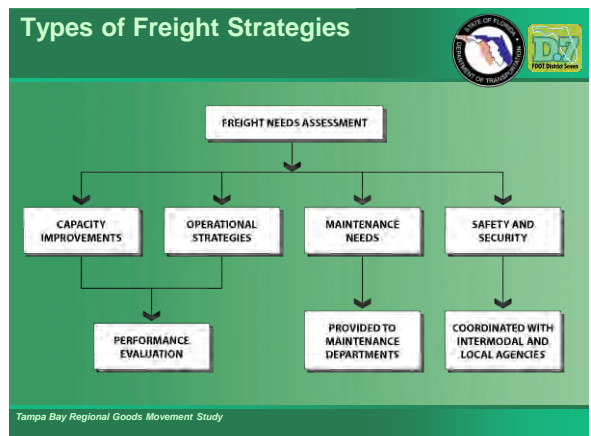 Types of Freight Strategies
STATE OF FLORIDA
DEPARTMENT OF TRANSPORTATION
D.7
FDOT District Seven
FREIGHT NEEDS ASSESSMENT
CAPACITY
IMPROVEMENTS
OPERATIONAL
STRATEGIES
MAINTENANCE
NEEDS
SAFETY AND
SECURITY
PERFORMANCE
EVALUATION
PROVIDED TO
MAINTENANCE
DEPARTMENTS
COORDINATED WITH
INTERMODAL AND
LOCAL AGENCIES
Tampa Bay Regional Goods Movement Study